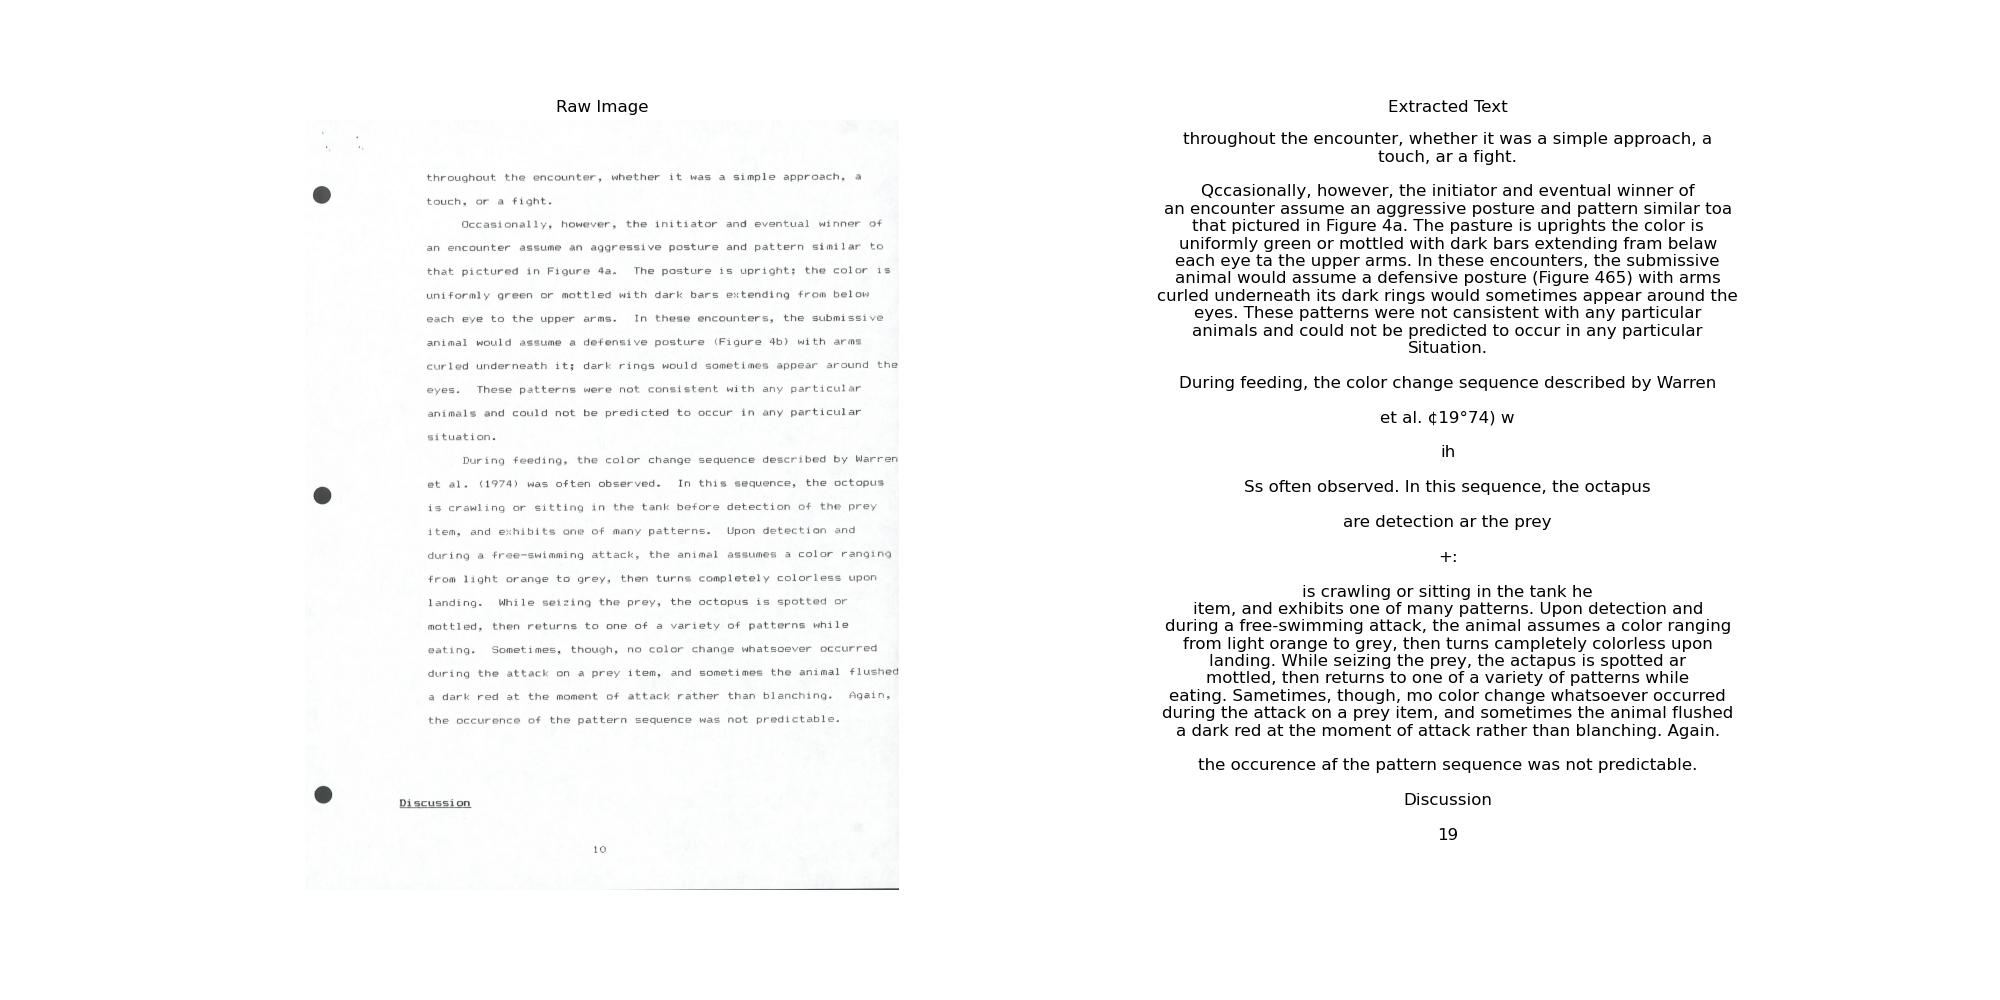 Raw Image
throughout the encounter, whether it was a simple approach, a
touch, or a fight.
Occasionally, however, the initiator and eventual winner of
an encounter assume an aggressive posture and pattern similar to
that pictured in Figure 4a. The posture is upright; the color is
uniformly green or mottled with dark bars extending from below
each eye to the upper arms. In these encounters, the submissive
animal would assume a defensive posture (Figure 4b) with arms
curled underneath it; dark rings would sometimes appear around the
eyes. These patterns were not consistent with any particular
animals and could not be predicted to occur in any particular
situation.
During feeding, the color change sequence described by Warren
et al. (1974) was often observed. In this sequence, the octopus
is crawling or sitting in the tank before detection of the prey
item, and exhibits one of many patterns. Upon detection and
during a free-swimming attack, the animal assumes a color ranging
from light orange to grey, then turns completely colorless upon
landing. While seizing the prey, the octopus is spotted or
mottled, then returns to one of a variety of patterns while
eating. Sometimes, though, no color change whatsoever occurred
during the attack on a prey item, and sometimes the animal flushed
a dark red at the moment of attack rather than blanching. Again,
the occurence of the pattern sequence was not predictable.
Discussion
10
Extracted Text
throughout the encounter, whether it was a simple approach, a
touch, ar a fight.
Qccasionally, however, the initiator and eventual winner of
an encounter assume an aggressive posture and pattern similar toa
that pictured in Figure 4a. The pasture is uprights the color is
uniformly green or mottled with dark bars extending fram belaw
each eye ta the upper arms. In these encounters, the submissive
animal would assume a defensive posture (Figure 465) with arms
curled underneath its dark rings would sometimes appear around the
eyes. These patterns were not cansistent with any particular
animals and could not be predicted to occur in any particular
Situation.
During feeding, the color change sequence described by Warren
et al. ¢19°74) w
ih
Ss often observed. In this sequence, the octapus
are detection ar the prey
+:
is crawling or sitting in the tank he
item, and exhibits one of many patterns. Upon detection and
during a free-swimming attack, the animal assumes a color ranging
from light orange to grey, then turns campletely colorless upon
landing. While seizing the prey, the actapus is spotted ar
mottled, then returns to one of a variety of patterns while
eating. Sametimes, though, mo color change whatsoever occurred
during the attack on a prey item, and sometimes the animal flushed
a dark red at the moment of attack rather than blanching. Again.
the occurence af the pattern sequence was not predictable.
Discussion
19